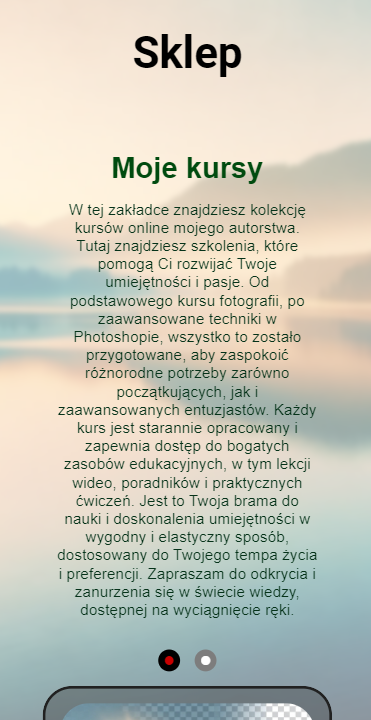 Sklep
Moje kursy
W tej zakładce znajdziesz kolekcję
kursów online mojego autorstwa.
Tutaj znajdziesz szkolenia, które
pomogą Ci rozwijać Twoje
umiejętności i pasje. Od
podstawowego kursu fotografii, po
zaawansowane techniki w
Photoshopie, wszystko to zostało
przygotowane, aby zaspokoić
różnorodne potrzeby zarówno
początkujących, jak i
zaawansowanych entuzjastów. Każdy
kurs jest starannie opracowany i
zapewnia dostęp do bogatych
zasobów edukacyjnych, w tym lekcji
wideo, poradników i praktycznych
ćwiczeń. Jest to Twoja brama do
nauki i doskonalenia umiejętności w
wygodny i elastyczny sposób,
dostosowany do Twojego tempa życia
i preferencji. Zapraszam do odkrycia i
zanurzenia się w świecie wiedzy,
dostępnej na wyciągnięcie ręki.